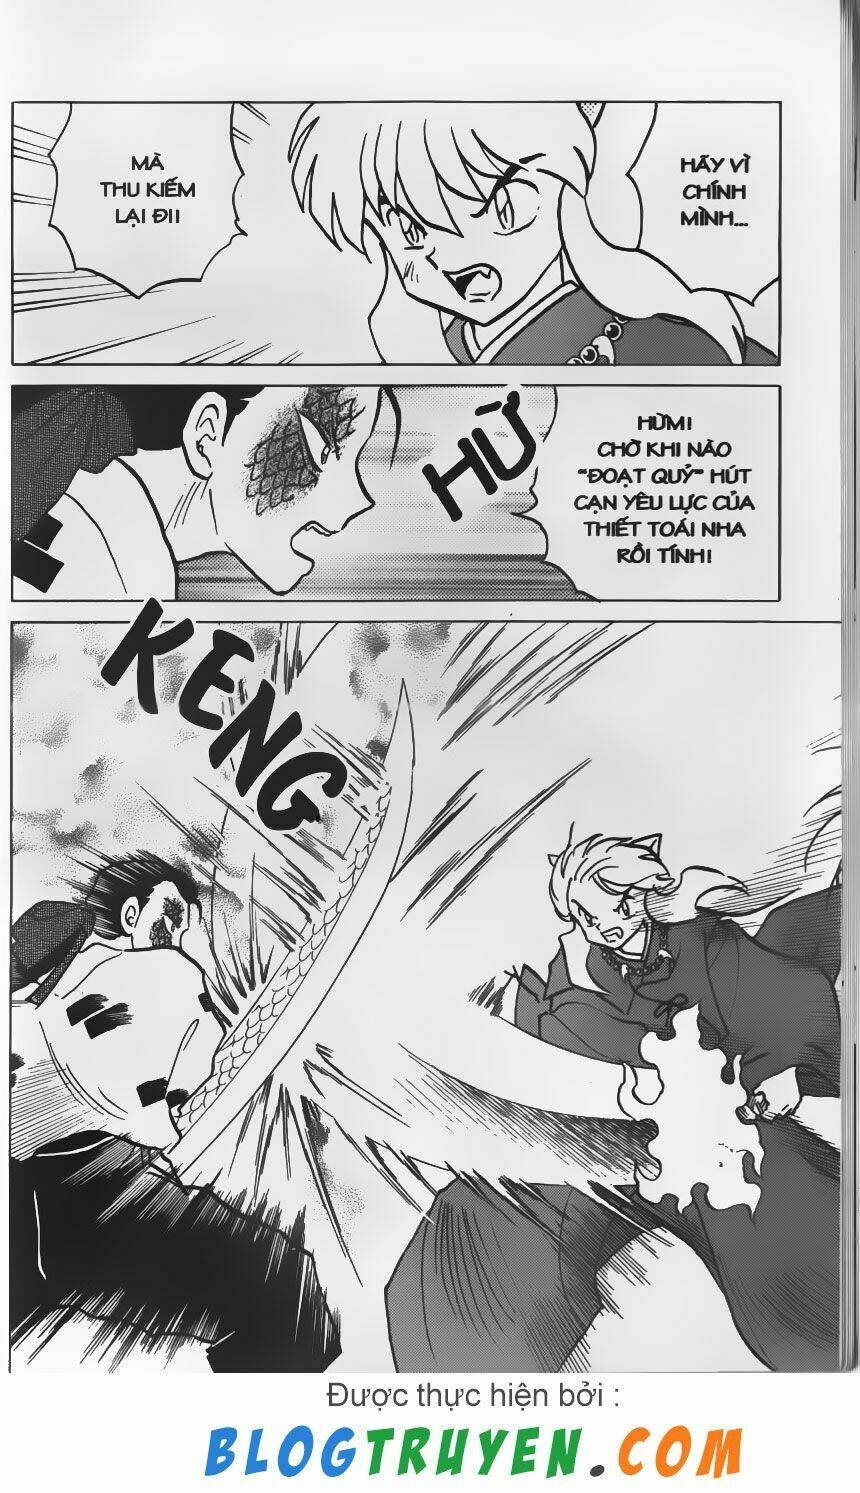 HÃY VÌ
CHÍNH
MÌNH...
MÀ
THU KIẾM
LẠI ĐI!
HỪM!
CHỜ KHI NÀO
"ĐOẠT QUỶ" HÚT
CẠN YÊU LỰC CỦA
THIẾT TOÁI NHA
RỒI TÍNH!
HỪ
KENG
Được thực hiện bởi :
BLOGTRUYEN.COM